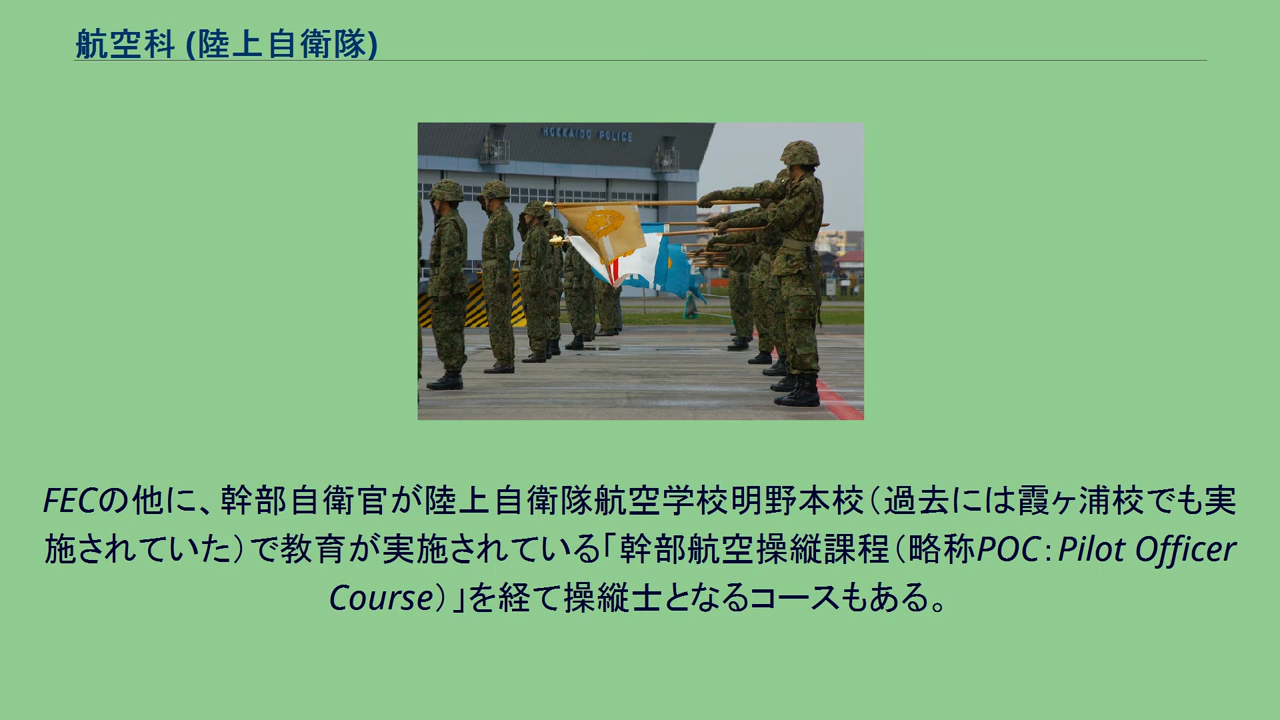 航空科 (陸上自衛隊)
HOKKAIDO POLICE
FECの他に、幹部自衛官が陸上自衛隊航空学校明野本校（過去には霞ヶ浦校でも実
施されていた）で教育が実施されている「幹部航空操縦課程（略称POC：Pilot Officer
Course）」を経て操縦士となるコースもある。